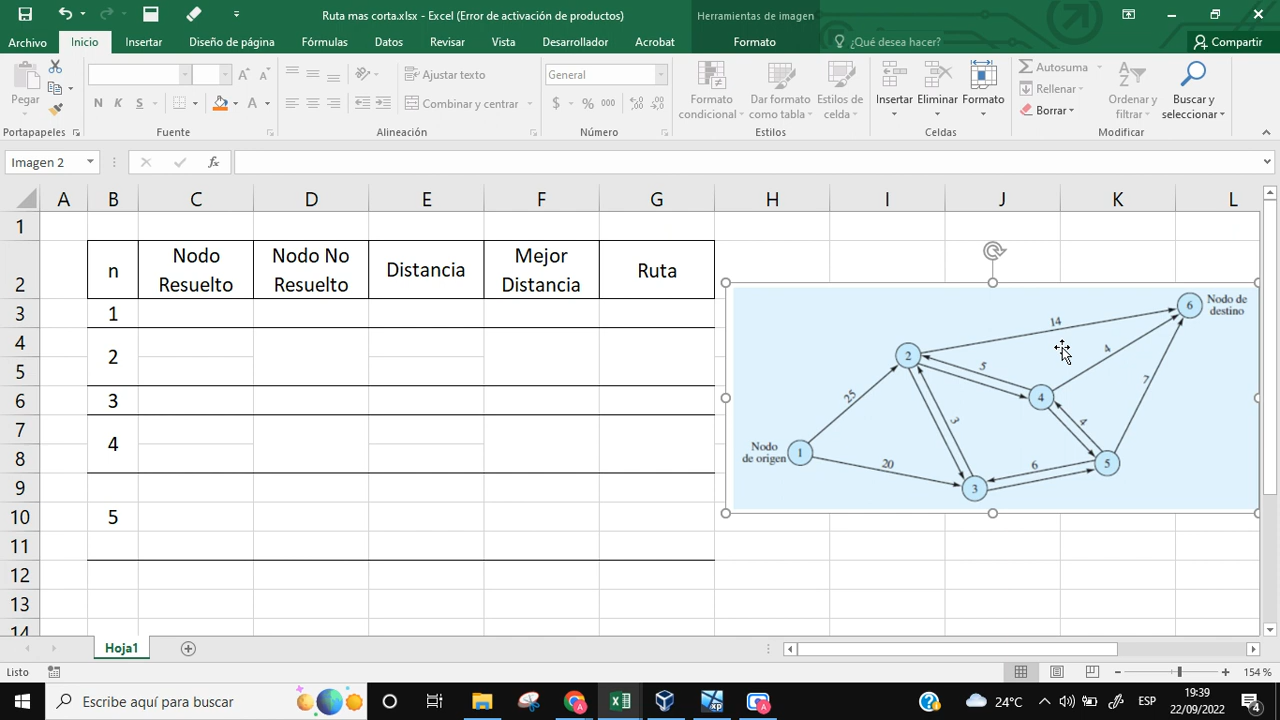 Ruta mas corta.xlsx - Excel (Error de activación de productos)
Herramientas de imagen
Archivo Inicio Insertar Diseño de página Fórmulas Datos Revisar Vista Desarrollador Acrobat Formato ¿Qué desea hacer? Compartir
Pegar
Portapapeles
N K S
A A
A
Fuente
Ajustar texto
Combinar y centrar
Alineación
General
$ % 000
Número
Formato
condicional
Dar formato
como tabla
Estilos de
celda
Estilos
Insertar Eliminar Formato
Celdas
Autosuma
Rellenar
Borrar
Ordenar y
filtrar
Buscar y
seleccionar
Modificar
Imagen 2
fx
A B C D E F G H I J K L
1
2 n Nodo
Resuelto
Nodo No
Resuelto
Distancia
Mejor
Distancia
Ruta
3 1
4
2
5
6 3
7
4
8
9
10 5
11
12
13
14
6 Nodo de
destino
14
2
4
5
7
25
4
4
3
Nodo
de origen 1
20
6
5
3
Hoja1
Listo
154 %
Escribe aquí para buscar
24°C
ESP
19:39
22/09/2022
4